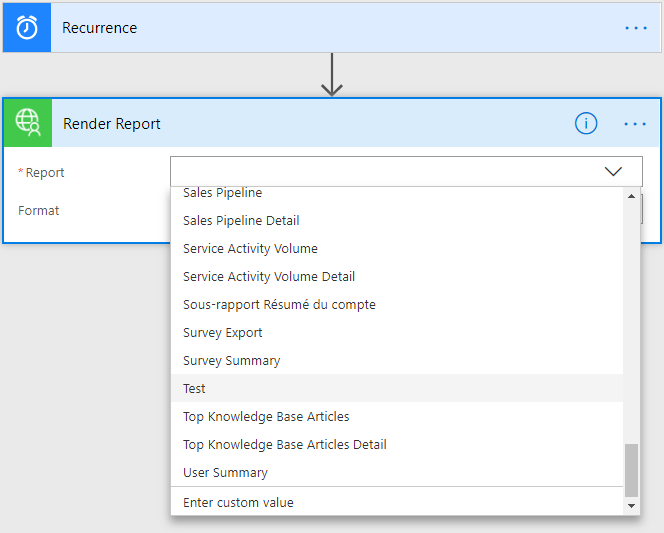 Recurrence
Render Report
* Report
Format
Sales Pipeline
Sales Pipeline Detail
Service Activity Volume
Service Activity Volume Detail
Sous-rapport Résumé du compte
Survey Export
Survey Summary
Test
Top Knowledge Base Articles
Top Knowledge Base Articles Detail
User Summary
Enter custom value